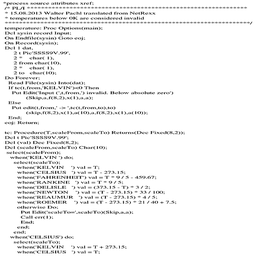 *process source attributes xref;
/* PL/I **********************************************************
* 15.08.2013 Walter Pachl translated from NetRexx
* temperatures below 0K are considered invalid
*****************************************************************/
temperature: Proc Options(main);
Dcl sysin record Input;
On Endfile(sysin) Goto eoj;
On Record(sysin);
Dcl 1 dat,
2 t Pic'SSSS9V.99',
2 * char( 1),
2 from char(10),
2 * char( 1),
2 to char(10);
Do Forever;
Read File(sysin) Into(dat);
If tc(t,from,'KELVIN')<0 Then
Put Edit('Input (',t,from,') invalid. Below absolute zero')
(Skip,a,f(8,2),x(1),a,a);
Else
Put edit(t,from,' -> ',tc(t,from,to),to)
(skip,f(8,2),x(1),a(10),a,f(8,2),x(1),a(10));
End;
eoj: Return;
tc: Procedure(T,scaleFrom,scaleTo) Returns(Dec Fixed(8,2));
Dcl t Pic'SSSS9V.99';
Dcl (val) Dec Fixed(8,2);
Dcl (scaleFrom,scaleTo) Char(10);
select(scaleFrom);
when('KELVIN ') do;
select(scaleTo);
when('KELVIN ') val = T;
when('CELSIUS ') val = T - 273.15;
when('FAHRENHEIT') val = T * 9 / 5 - 459.67;
when('RANKINE ') val = T * 9 / 5;
when('DELISLE ') val = (373.15 - T) * 3 / 2;
when('NEWTON ') val = (T - 273.15) * 33 / 100;
when('REAUMUR ') val = (T - 273.15) * 4 / 5;
when('ROEMER ') val = (T - 273.15) * 21 / 40 + 7.5;
otherwise Do;
Put Edit('scaleTo=',scaleTo)(Skip,a,a);
Call err(1);
End;
end;
end;
when('CELSIUS') do;
select(scaleTo);
when('KELVIN ') val = T + 273.15;
when('CELSIUS ') val = T;